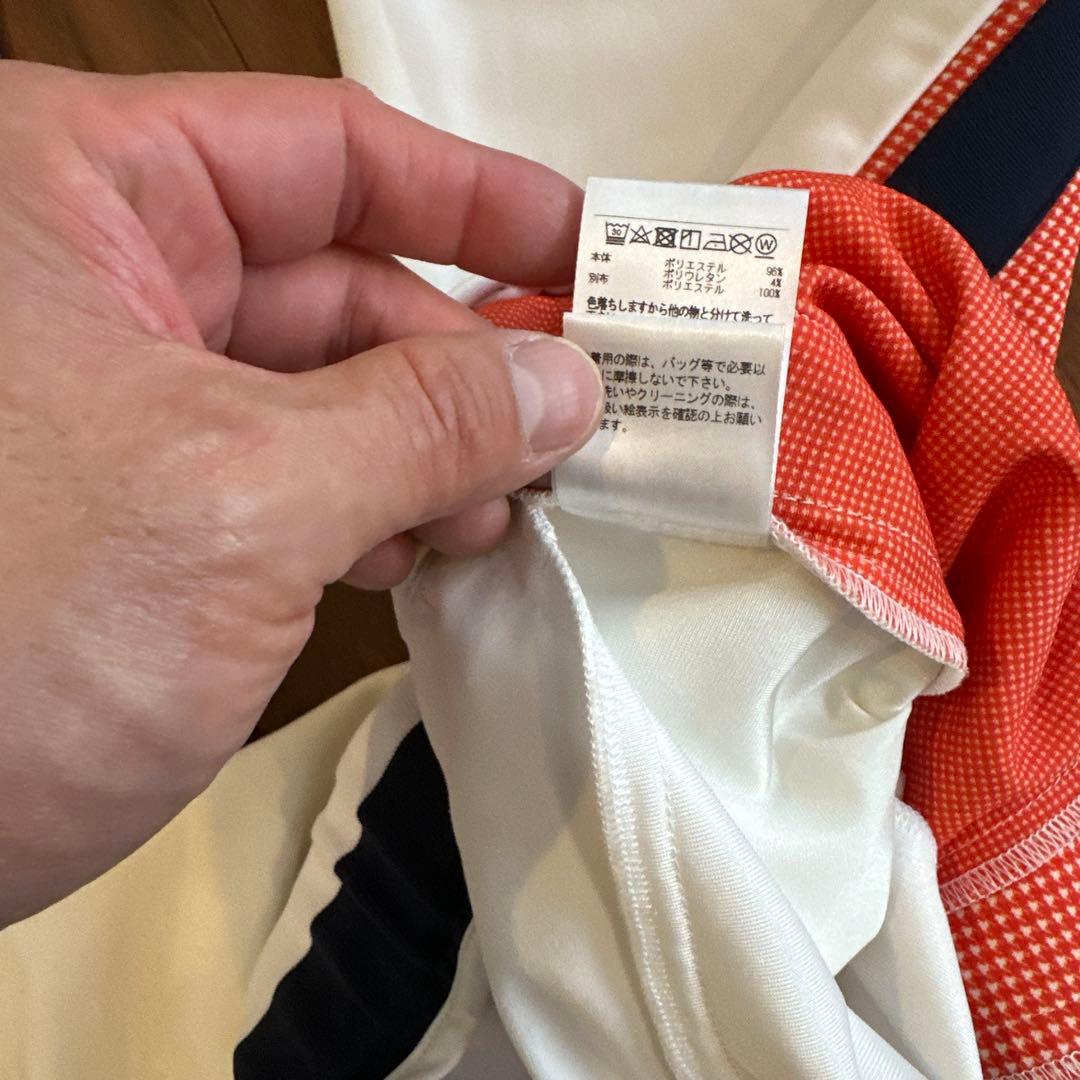 30 W
本体 ポリエステル 96%
ポリウレタン 4%
別布 ポリエステル 100%
色落ちしますから他の物と分けて洗って
着用の際は、バッグ等で必要以
に摩擦しないで下さい。
洗いやクリーニングの際は、
扱い絵表示を確認の上お願い
ます。